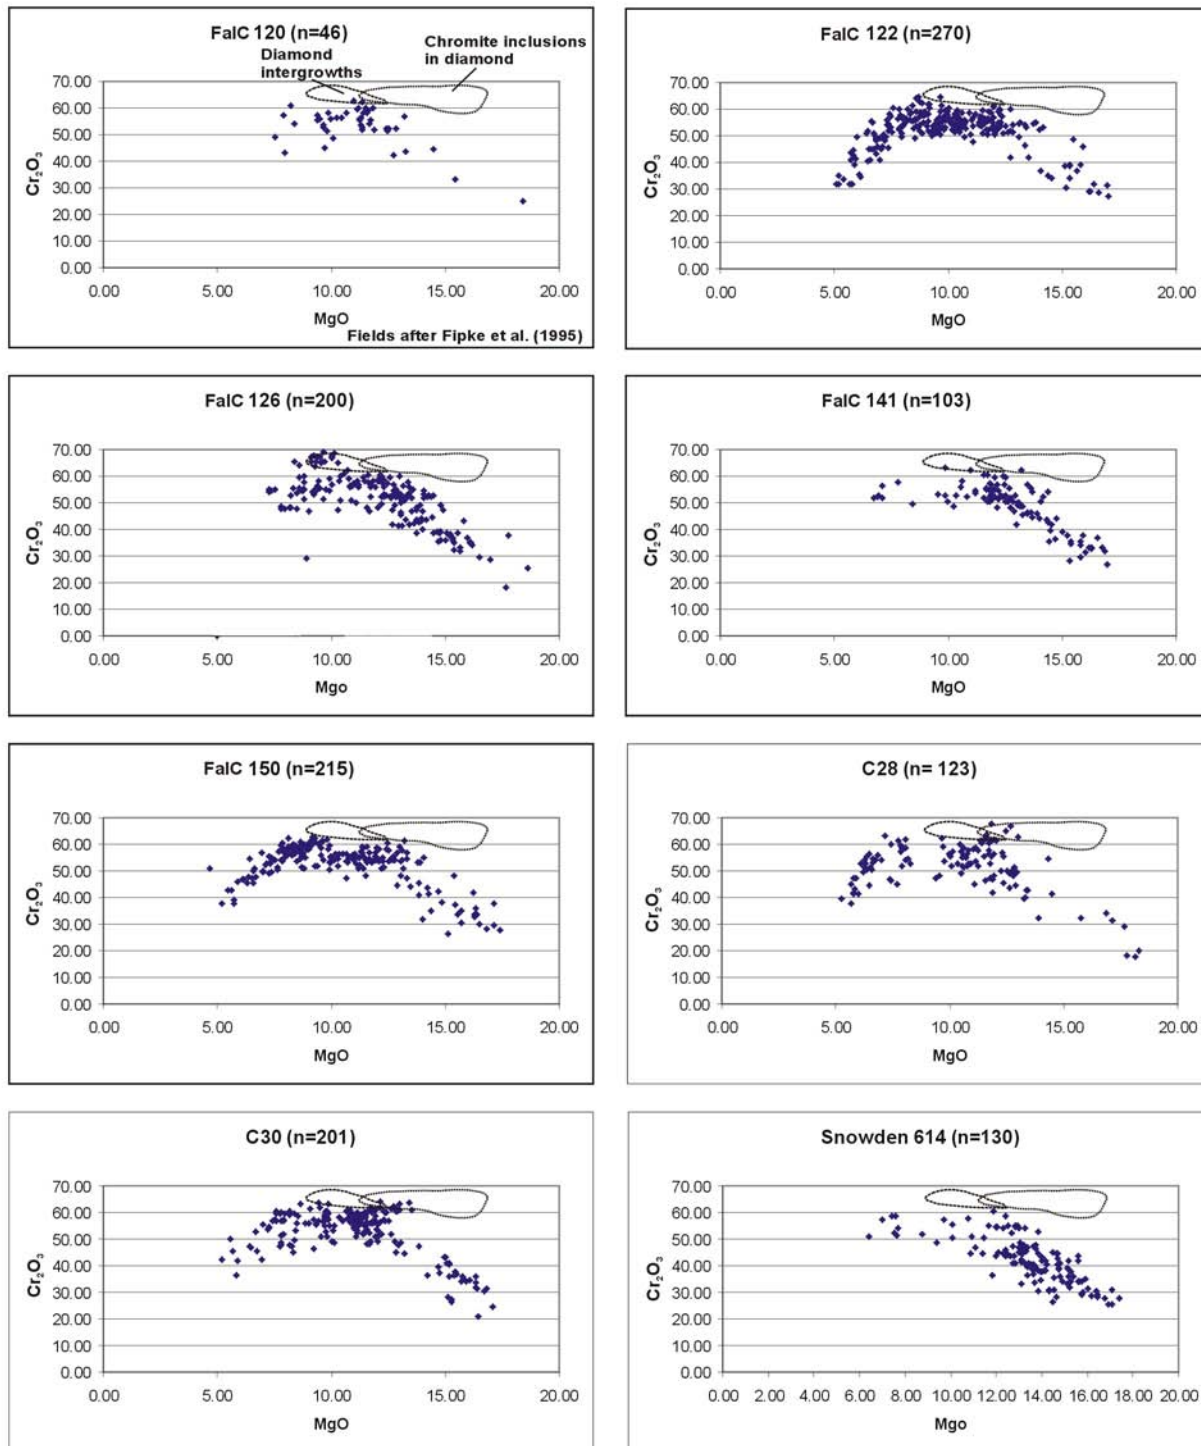 FalC 120 (n=46)
Diamond intergrowths
Chromite inclusions in diamond
70.00
60.00
50.00
40.00
30.00
20.00
10.00
0.00
Cr₂O₃
0.00 5.00 10.00 15.00 20.00
MgO
Fields after Fipke et al. (1995)
FalC 122 (n=270)
70.00
60.00
50.00
40.00
30.00
20.00
10.00
0.00
Cr₂O₃
0.00 5.00 10.00 15.00 20.00
MgO
FalC 126 (n=200)
70.00
60.00
50.00
40.00
30.00
20.00
10.00
0.00
Cr₂O₃
0.00 5.00 10.00 15.00 20.00
Mgo
FalC 141 (n=103)
70.00
60.00
50.00
40.00
30.00
20.00
10.00
0.00
Cr₂O₃
0.00 5.00 10.00 15.00 20.00
MgO
FalC 150 (n=215)
70.00
60.00
50.00
40.00
30.00
20.00
10.00
0.00
Cr₂O₃
0.00 5.00 10.00 15.00 20.00
MgO
C28 (n= 123)
70.00
60.00
50.00
40.00
30.00
20.00
10.00
0.00
Cr₂O₃
0.00 5.00 10.00 15.00 20.00
MgO
C30 (n=201)
70.00
60.00
50.00
40.00
30.00
20.00
10.00
0.00
Cr₂O₃
0.00 5.00 10.00 15.00 20.00
MgO
Snowden 614 (n=130)
70.00
60.00
50.00
40.00
30.00
20.00
10.00
0.00
Cr₂O₃
0.00 2.00 4.00 6.00 8.00 10.00 12.00 14.00 16.00 18.00 20.00
Mgo